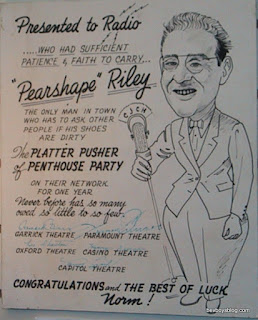 Presented to Radio
.....WHO HAD SUFFICIENT
PATIENCE & FAITH TO CARRY...
"Pearshape" Riley
THE ONLY MAN IN TOWN
WHO HAS TO ASK OTHER
PEOPLE IF HIS SHOES
ARE DIRTY
The PLATTER PUSHER
of PENTHOUSE PARTY
ON THEIR NETWORK
FOR ONE YEAR
Never before has so many
owed so little to so few.
GARRICK THEATRE PARAMOUNT THEATRE
OXFORD THEATRE CASINO THEATRE
CAPITOL THEATRE
CONGRATULATIONS and THE BEST OF LUCK
Norm!
CJCH